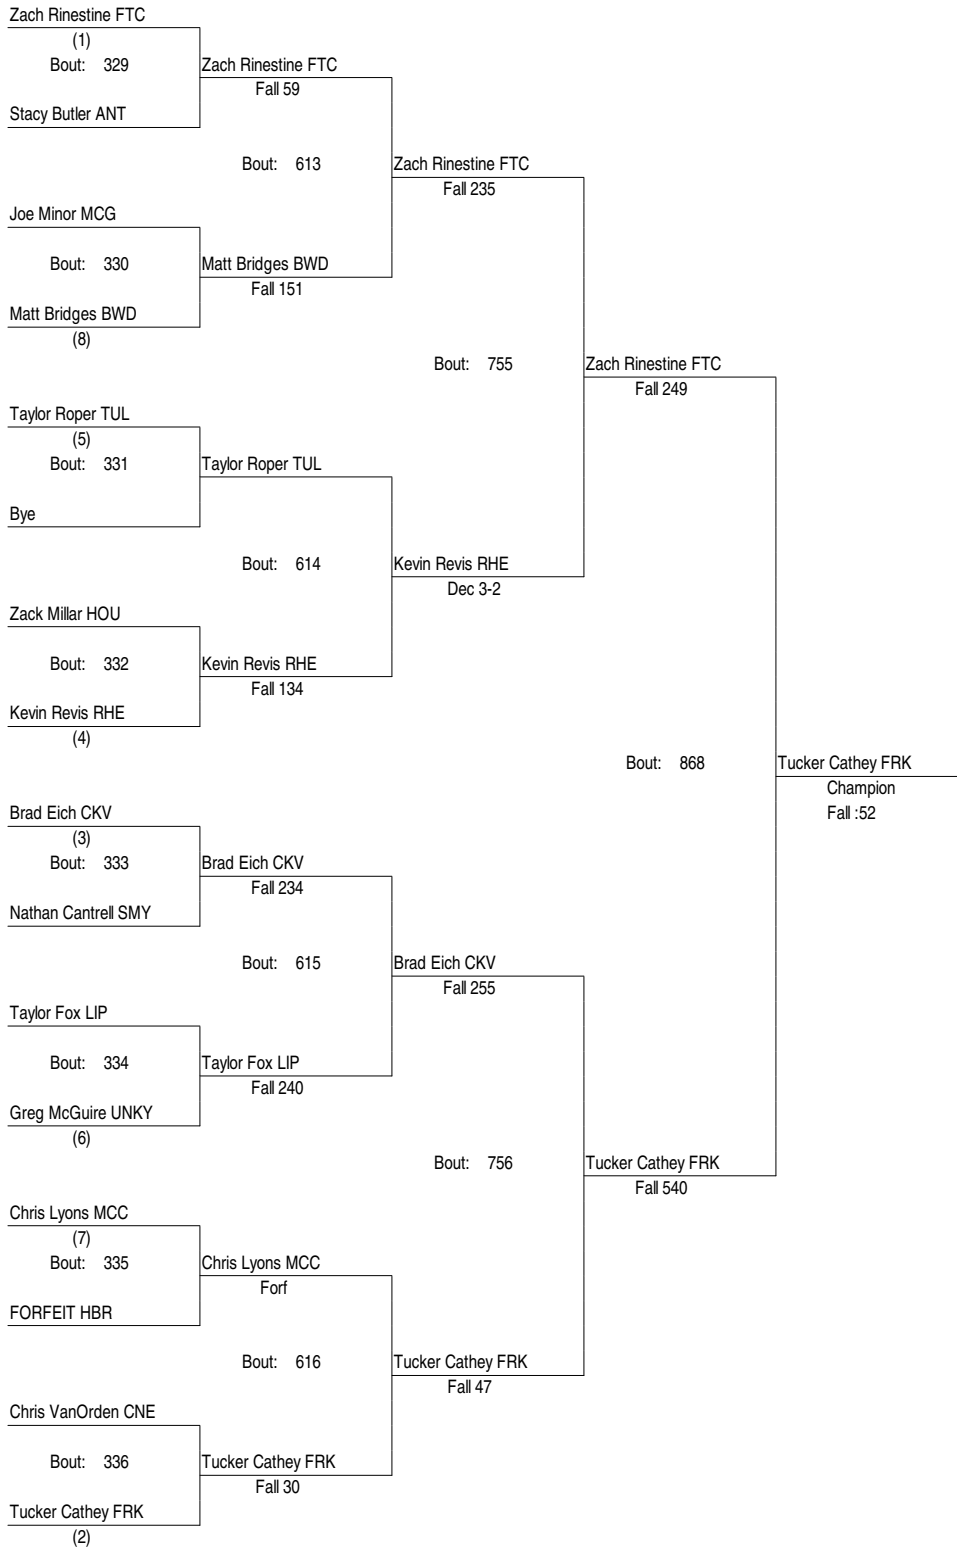 Zach Rinestine FTC
(1)
Bout: 329
Zach Rinestine FTC
Fall 59
Stacy Butler ANT
Bout: 613
Zach Rinestine FTC
Fall 235
Joe Minor MCG
Bout: 330
Matt Bridges BWD
Fall 151
Matt Bridges BWD
(8)
Bout: 755
Zach Rinestine FTC
Fall 249
Taylor Roper TUL
(5)
Bout: 331
Taylor Roper TUL
Bye
Bout: 614
Kevin Revis RHE
Dec 3-2
Zack Millar HOU
Bout: 332
Kevin Revis RHE
Fall 134
Kevin Revis RHE
(4)
Bout: 868
Tucker Cathey FRK
Champion
Fall :52
Brad Eich CKV
(3)
Bout: 333
Brad Eich CKV
Fall 234
Nathan Cantrell SMY
Bout: 615
Brad Eich CKV
Fall 255
Taylor Fox LIP
Bout: 334
Taylor Fox LIP
Fall 240
Greg McGuire UNKY
(6)
Bout: 756
Tucker Cathey FRK
Fall 540
Chris Lyons MCC
(7)
Bout: 335
Chris Lyons MCC
Forf
FORFEIT HBR
Bout: 616
Tucker Cathey FRK
Fall 47
Chris VanOrden CNE
Bout: 336
Tucker Cathey FRK
Fall 30
Tucker Cathey FRK
(2)